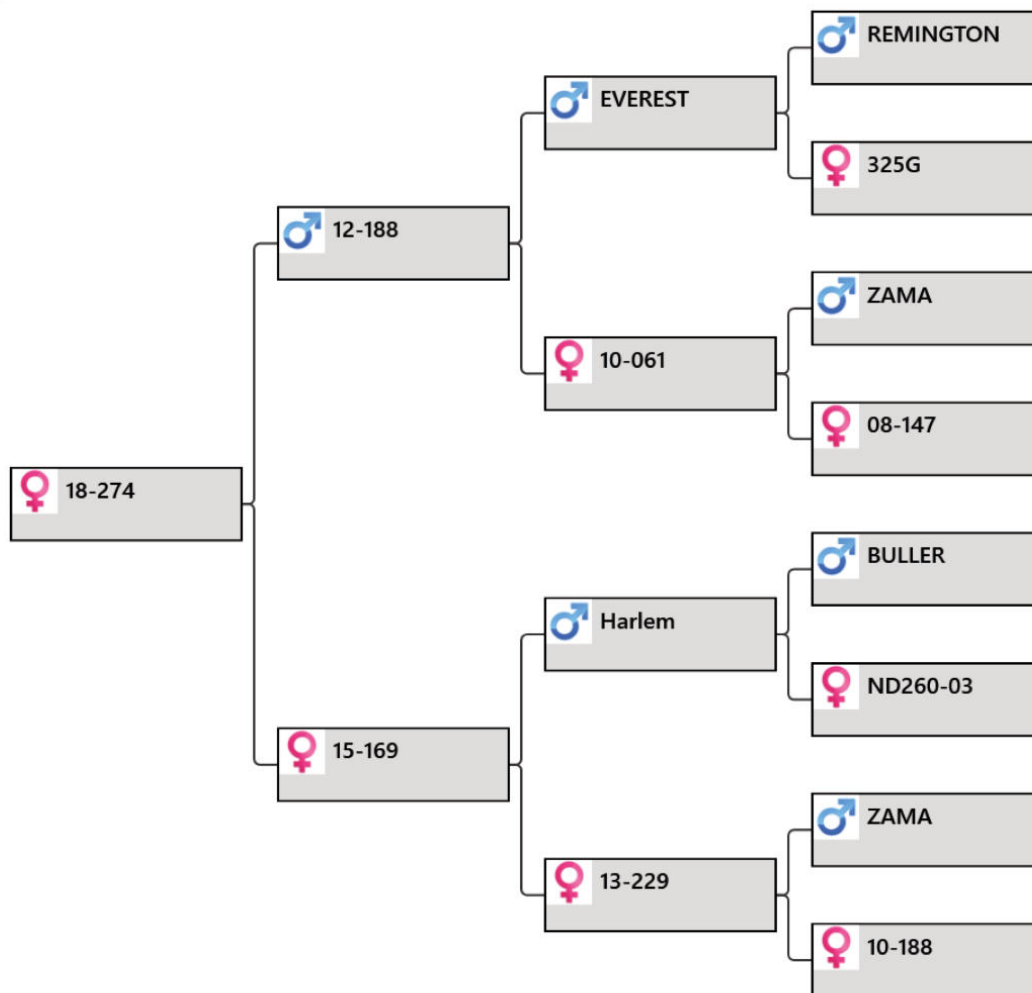 REMINGTON
EVEREST
325G
12-188
ZAMA
10-061
08-147
18-274
BULLER
Harlem
ND260-03
15-169
ZAMA
13-229
10-188